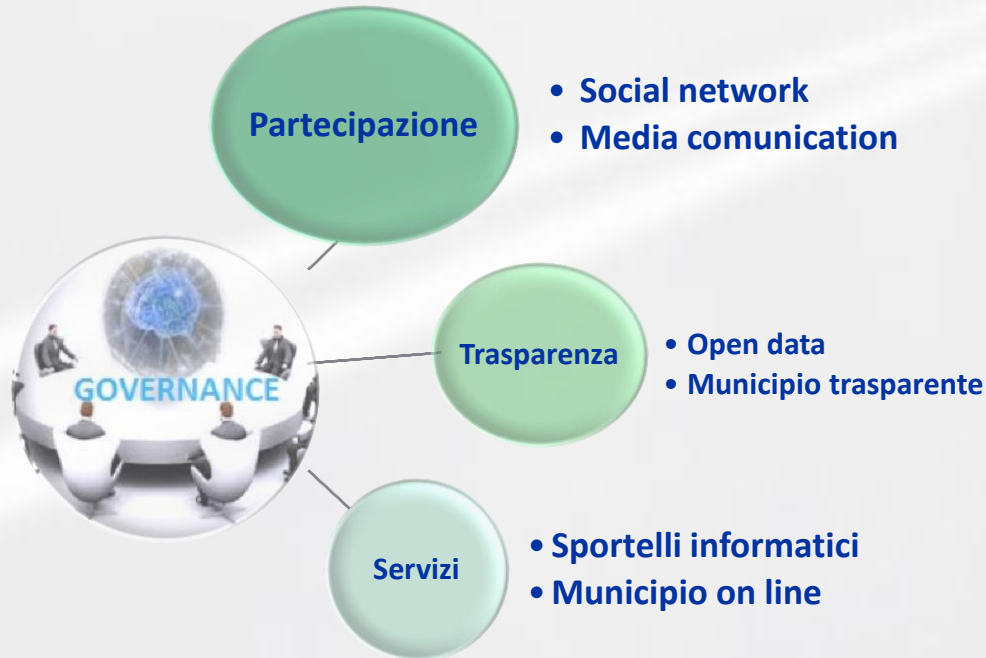 Partecipazione
• Social network
• Media comunication
GOVERNANCE
Trasparenza
• Open data
• Municipio trasparente
Servizi
• Sportelli informatici
• Municipio on line